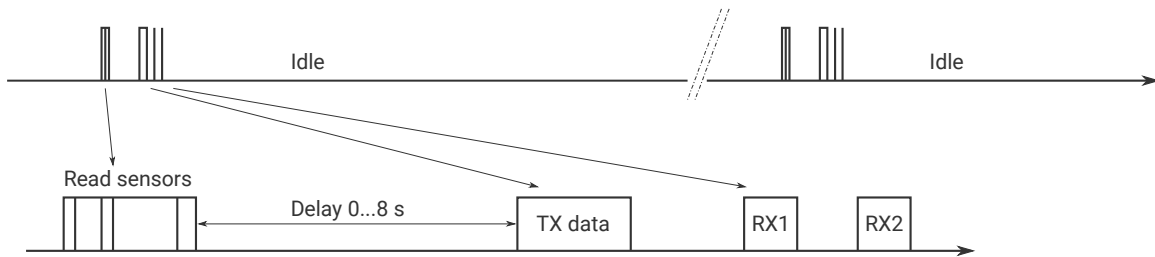 Idle
Idle
Read sensors
Delay 0...8 s
TX data
RX1
RX2